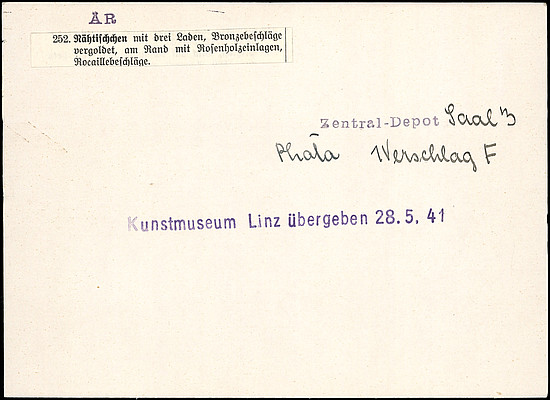 ÄR
252. Nähtischchen mit drei Laden, Bronzebeschläge
vergoldet, am Rand mit Rosenholzeinlagen,
Rocaillebeschläge.
Zentral-Depot Saal
Verschlag F
Kunstmuseum Linz übergeben 28.5. 41